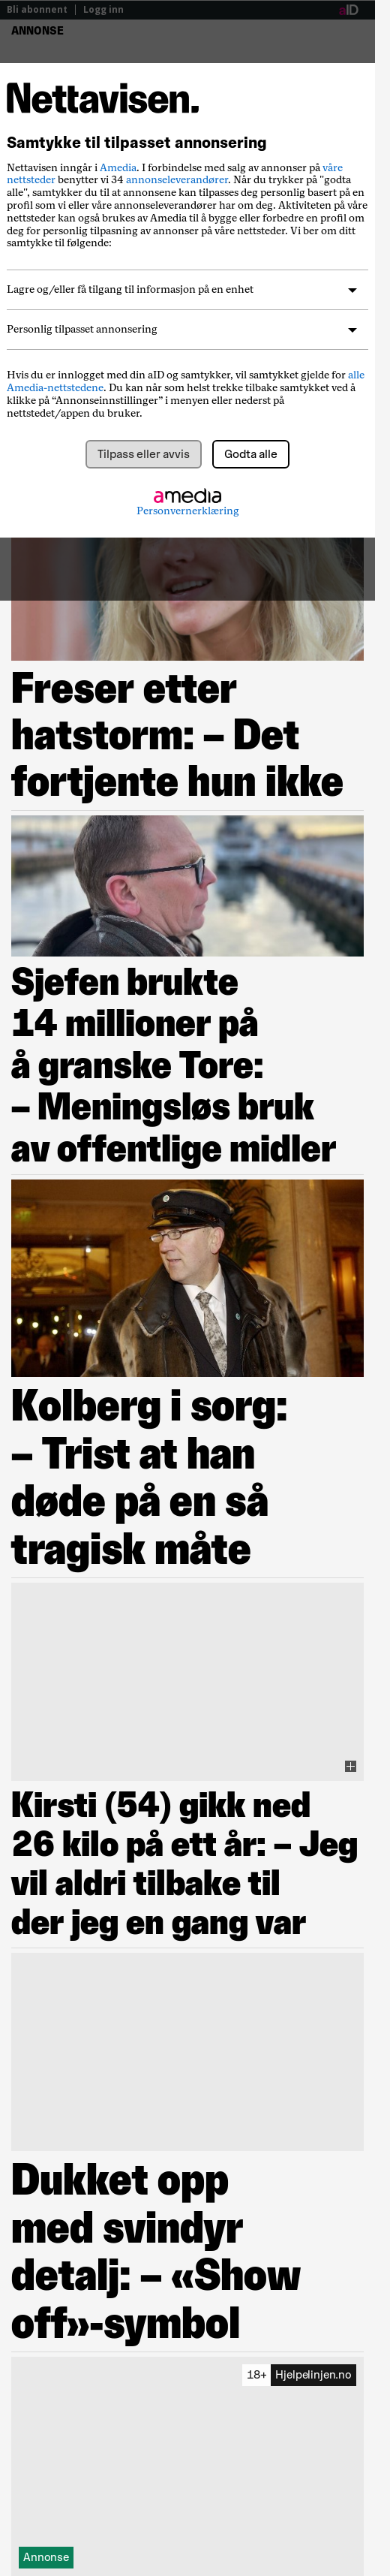 Bli abonnent | Logg inn aID
ANNONSE
Nettavisen.
Samtykke til tilpasset annonsering
Nettavisen inngår i Amedia. I forbindelse med salg av annonser på våre
nettsteder benytter vi 34 annonseleverandører. Når du trykker på "godta
alle", samtykker du til at annonsene kan tilpasses deg personlig basert på en
profil som vi eller våre annonseleverandører har om deg. Aktiviteten på våre
nettsteder kan også brukes av Amedia til å bygge eller forbedre en profil om
deg for personlig tilpasning av annonser på våre nettsteder. Vi ber om ditt
samtykke til følgende:
Lagre og/eller få tilgang til informasjon på en enhet
Personlig tilpasset annonsering
Hvis du er innlogget med din aID og samtykker, vil samtykket gjelde for alle
Amedia-nettstedene. Du kan når som helst trekke tilbake samtykket ved å
klikke på “Annonseinnstillinger” i menyen eller nederst på
nettstedet/appen du bruker.
Tilpass eller avvis Godta alle
amedia
Personvernerklæring
Freser etter
hatstorm: – Det
fortjente hun ikke
Sjefen brukte
14 millioner på
å granske Tore:
– Meningsløs bruk
av offentlige midler
Kolberg i sorg:
– Trist at han
døde på en så
tragisk måte
Kirsti (54) gikk ned
26 kilo på ett år: – Jeg
vil aldri tilbake til
der jeg en gang var
Dukket opp
med svindyr
detalj: – «Show
off»-symbol
18+ Hjelpelinjen.no
Annonse